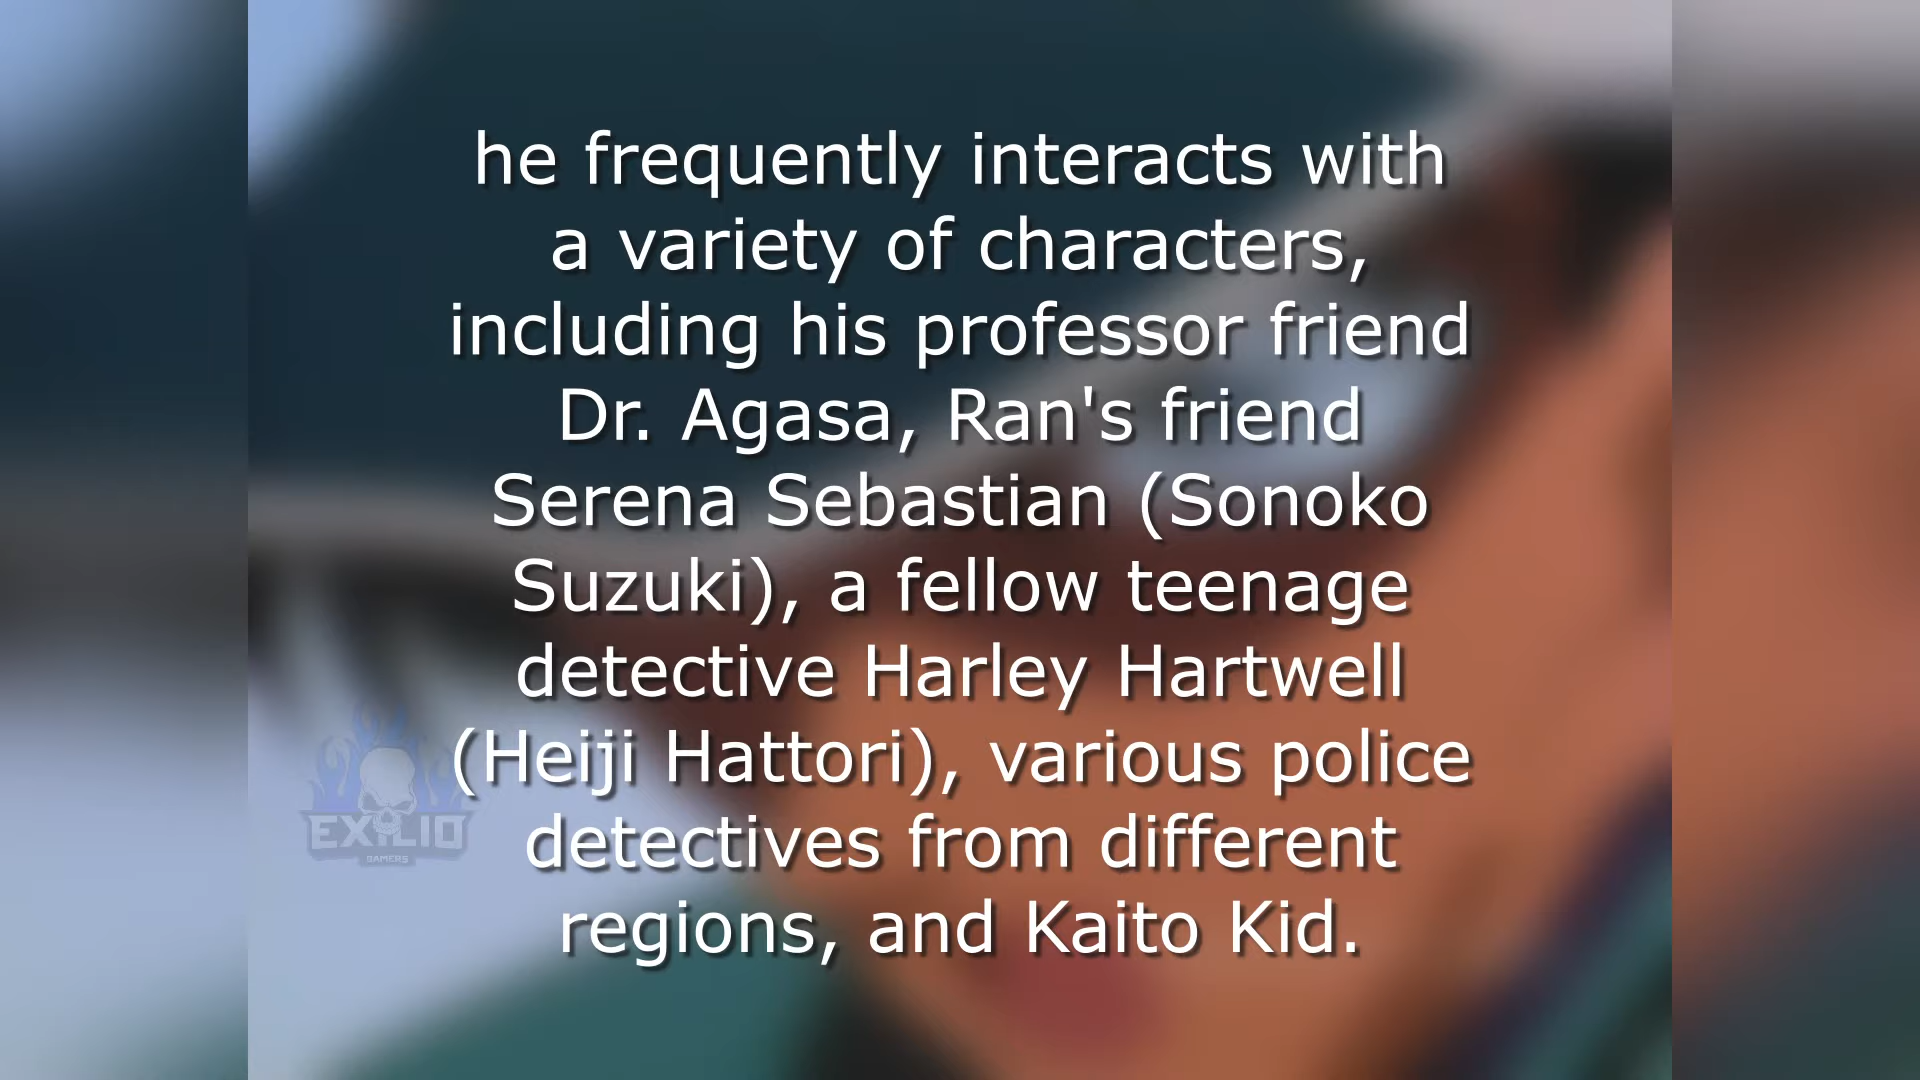 he frequently interacts with
a variety of characters,
including his professor friend
Dr. Agasa, Ran's friend
Serena Sebastian (Sonoko
Suzuki), a fellow teenage
detective Harley Hartwell
(Heiji Hattori), various police
detectives from different
regions, and Kaito Kid.
EXILIO
GAMERS